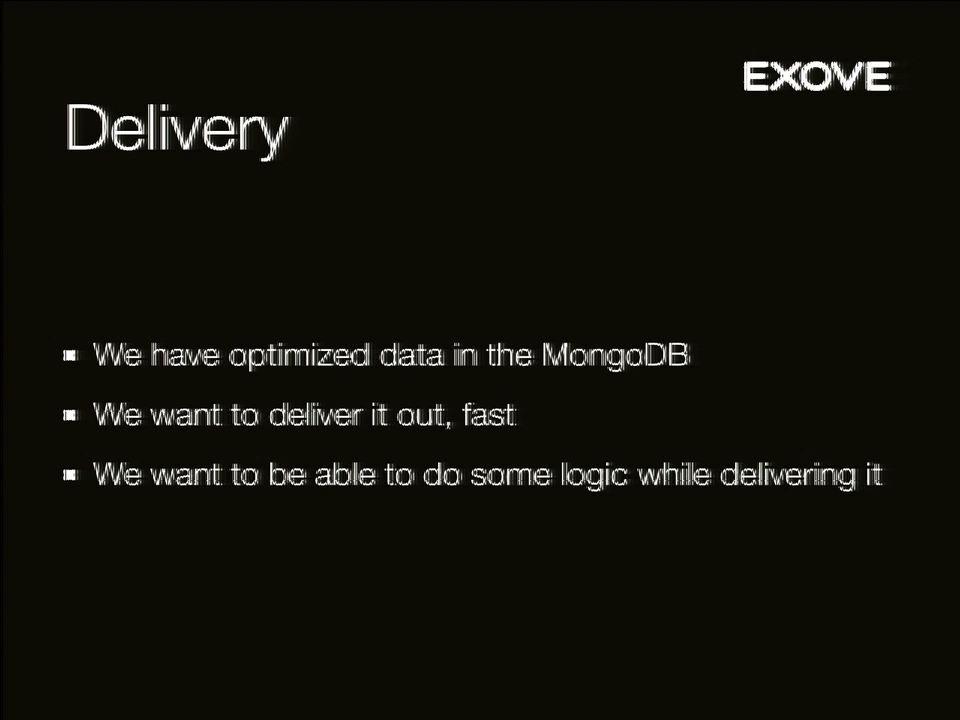 EXOVE
Delivery
We have optimized data in the MongoDB
We want to deliver it out, fast
We want to be able to do some logic while delivering it